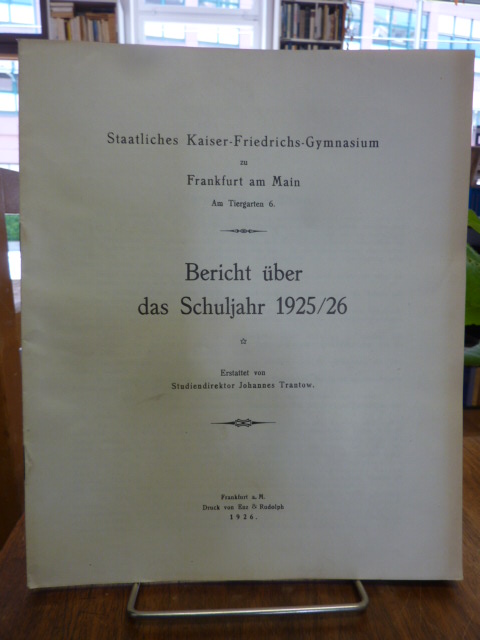 Staatliches Kaiser-Friedrichs-Gymnasium
zu
Frankfurt am Main
Am Tiergarten 6.
Bericht über
das Schuljahr 1925/26
Erstattet von
Studiendirektor Johannes Trantow.
Frankfurt a. M.
Druck von Enz & Rudolph
1926.